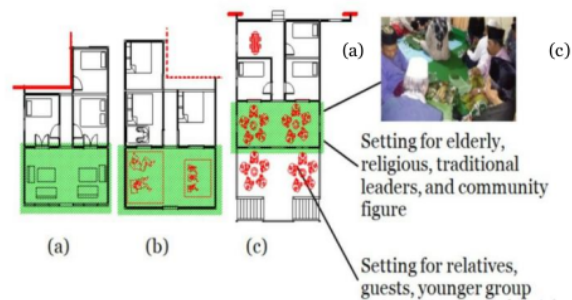 (a)
(c)
Setting for elderly,
religious, traditional
leaders, and community
figure
(a)
(b)
(c)
Setting for relatives,
guests, younger group